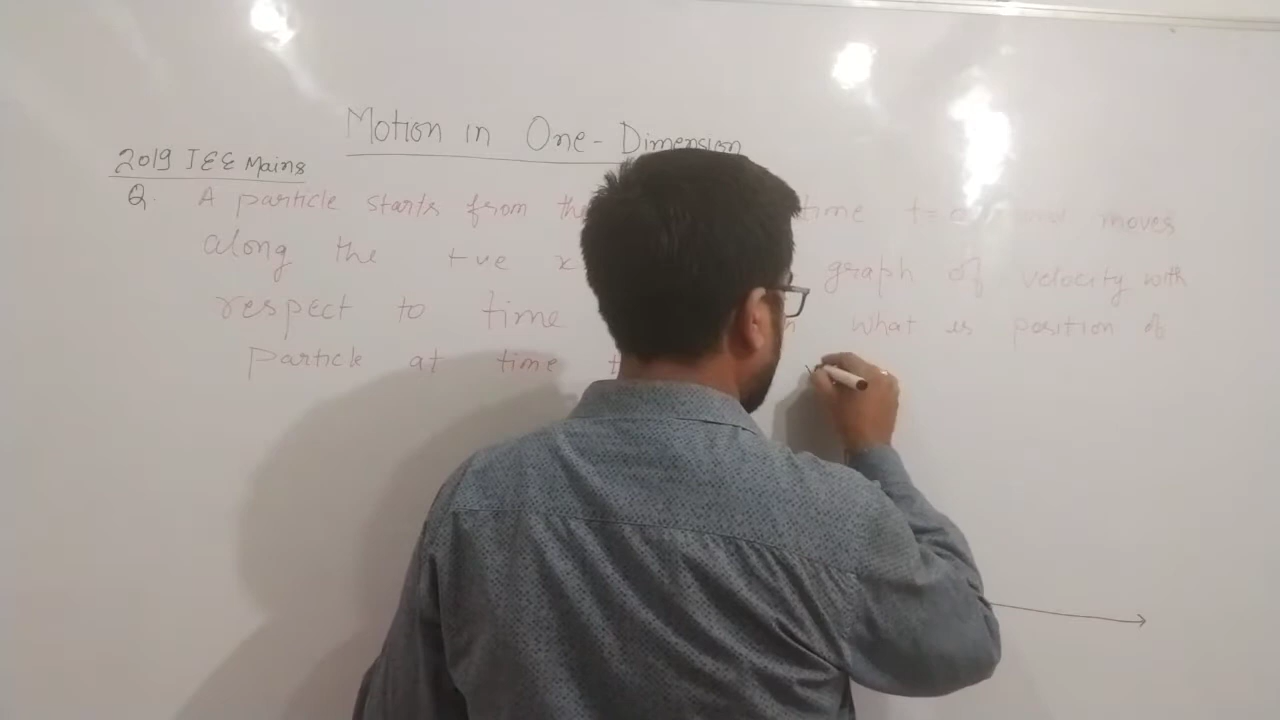 Motion in One-Dimension
2019 JEE Mains
Q. A particle starts from the time t= moves
along the +ve x graph of velocity with
respect to time What is position of
Particle at time t